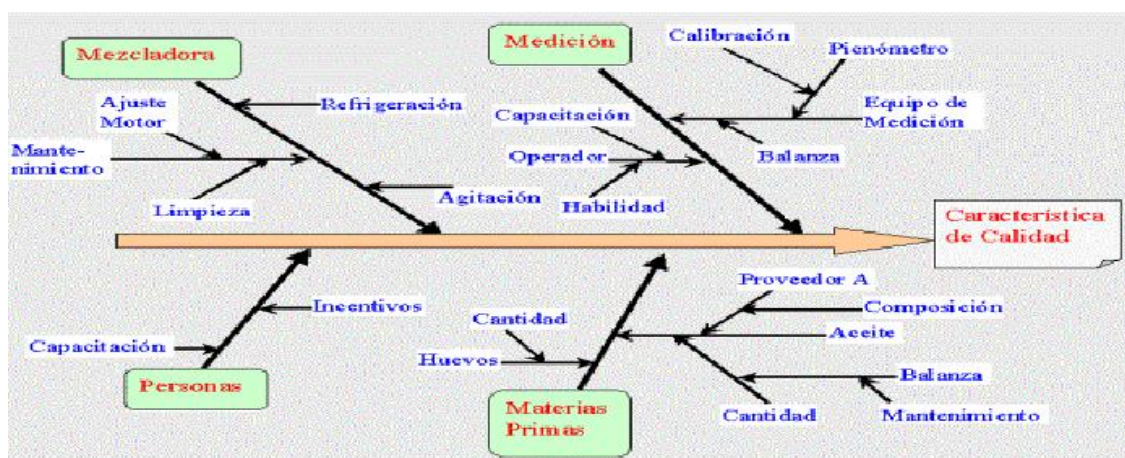 Mezcladora
Refrigeración
Ajuste
Motor
Mante-
nimiento
Limpieza
Agitación
Medición
Calibración
Picnómetro
Equipo de
Medición
Balanza
Capacitación
Operador
Habilidad
Característica
de Calidad
Incentivos
Capacitación
Personas
Cantidad
Huevos
Materias
Primas
Proveedor A
Composición
Aceite
Balanza
Mantenimiento
Cantidad